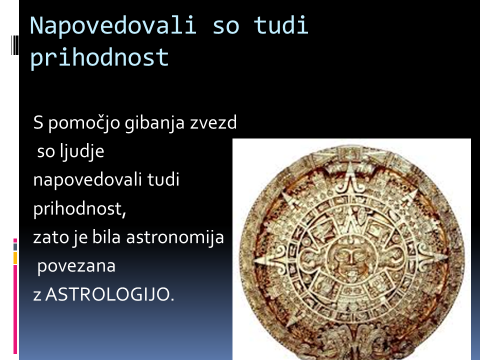 Napovedovali so tudi
prihodnost
S pomočjo gibanja zvezd
so ljudje
napovedovali tudi
prihodnost,
zato je bila astronomija
povezana
z ASTROLOGIJO.